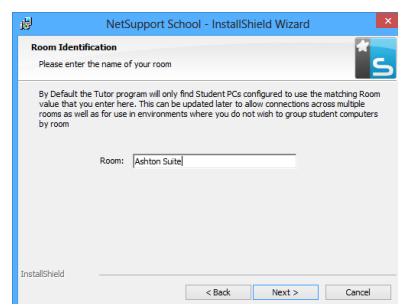 NetSupport School - InstallShield Wizard
Room Identification
Please enter the name of your room
S
By Default the Tutor program will only find Student PCs configured to use the matching Room
value that you enter here. This can be updated later to allow connections across multiple
rooms as well as for use in environments where you do not wish to group student computers
by room
Room: Ashton Suite
InstallShield
< Back Next > Cancel